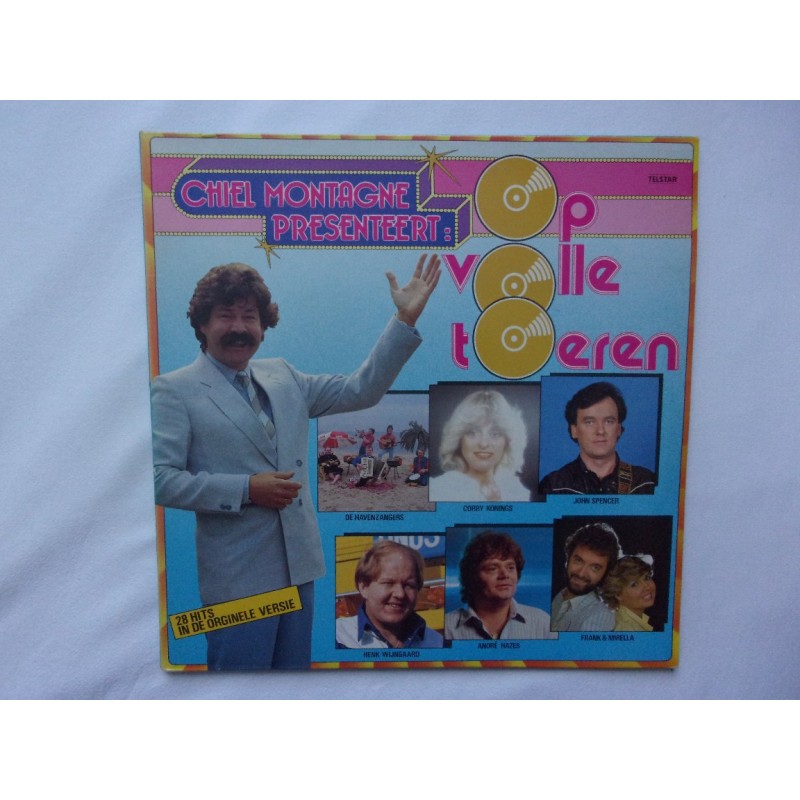 CHIEL MONTAGNE
PRESENTEERT:
TELSTAR
Op
volle
toeren
DE HAVENZANGERS
CORRY KONINGS
JOHN SPENCER
HENK WIJNGAARD
ANDRÉ HAZES
FRANK & MIRELLA
28 HITS
IN DE ORGINELE VERSIE